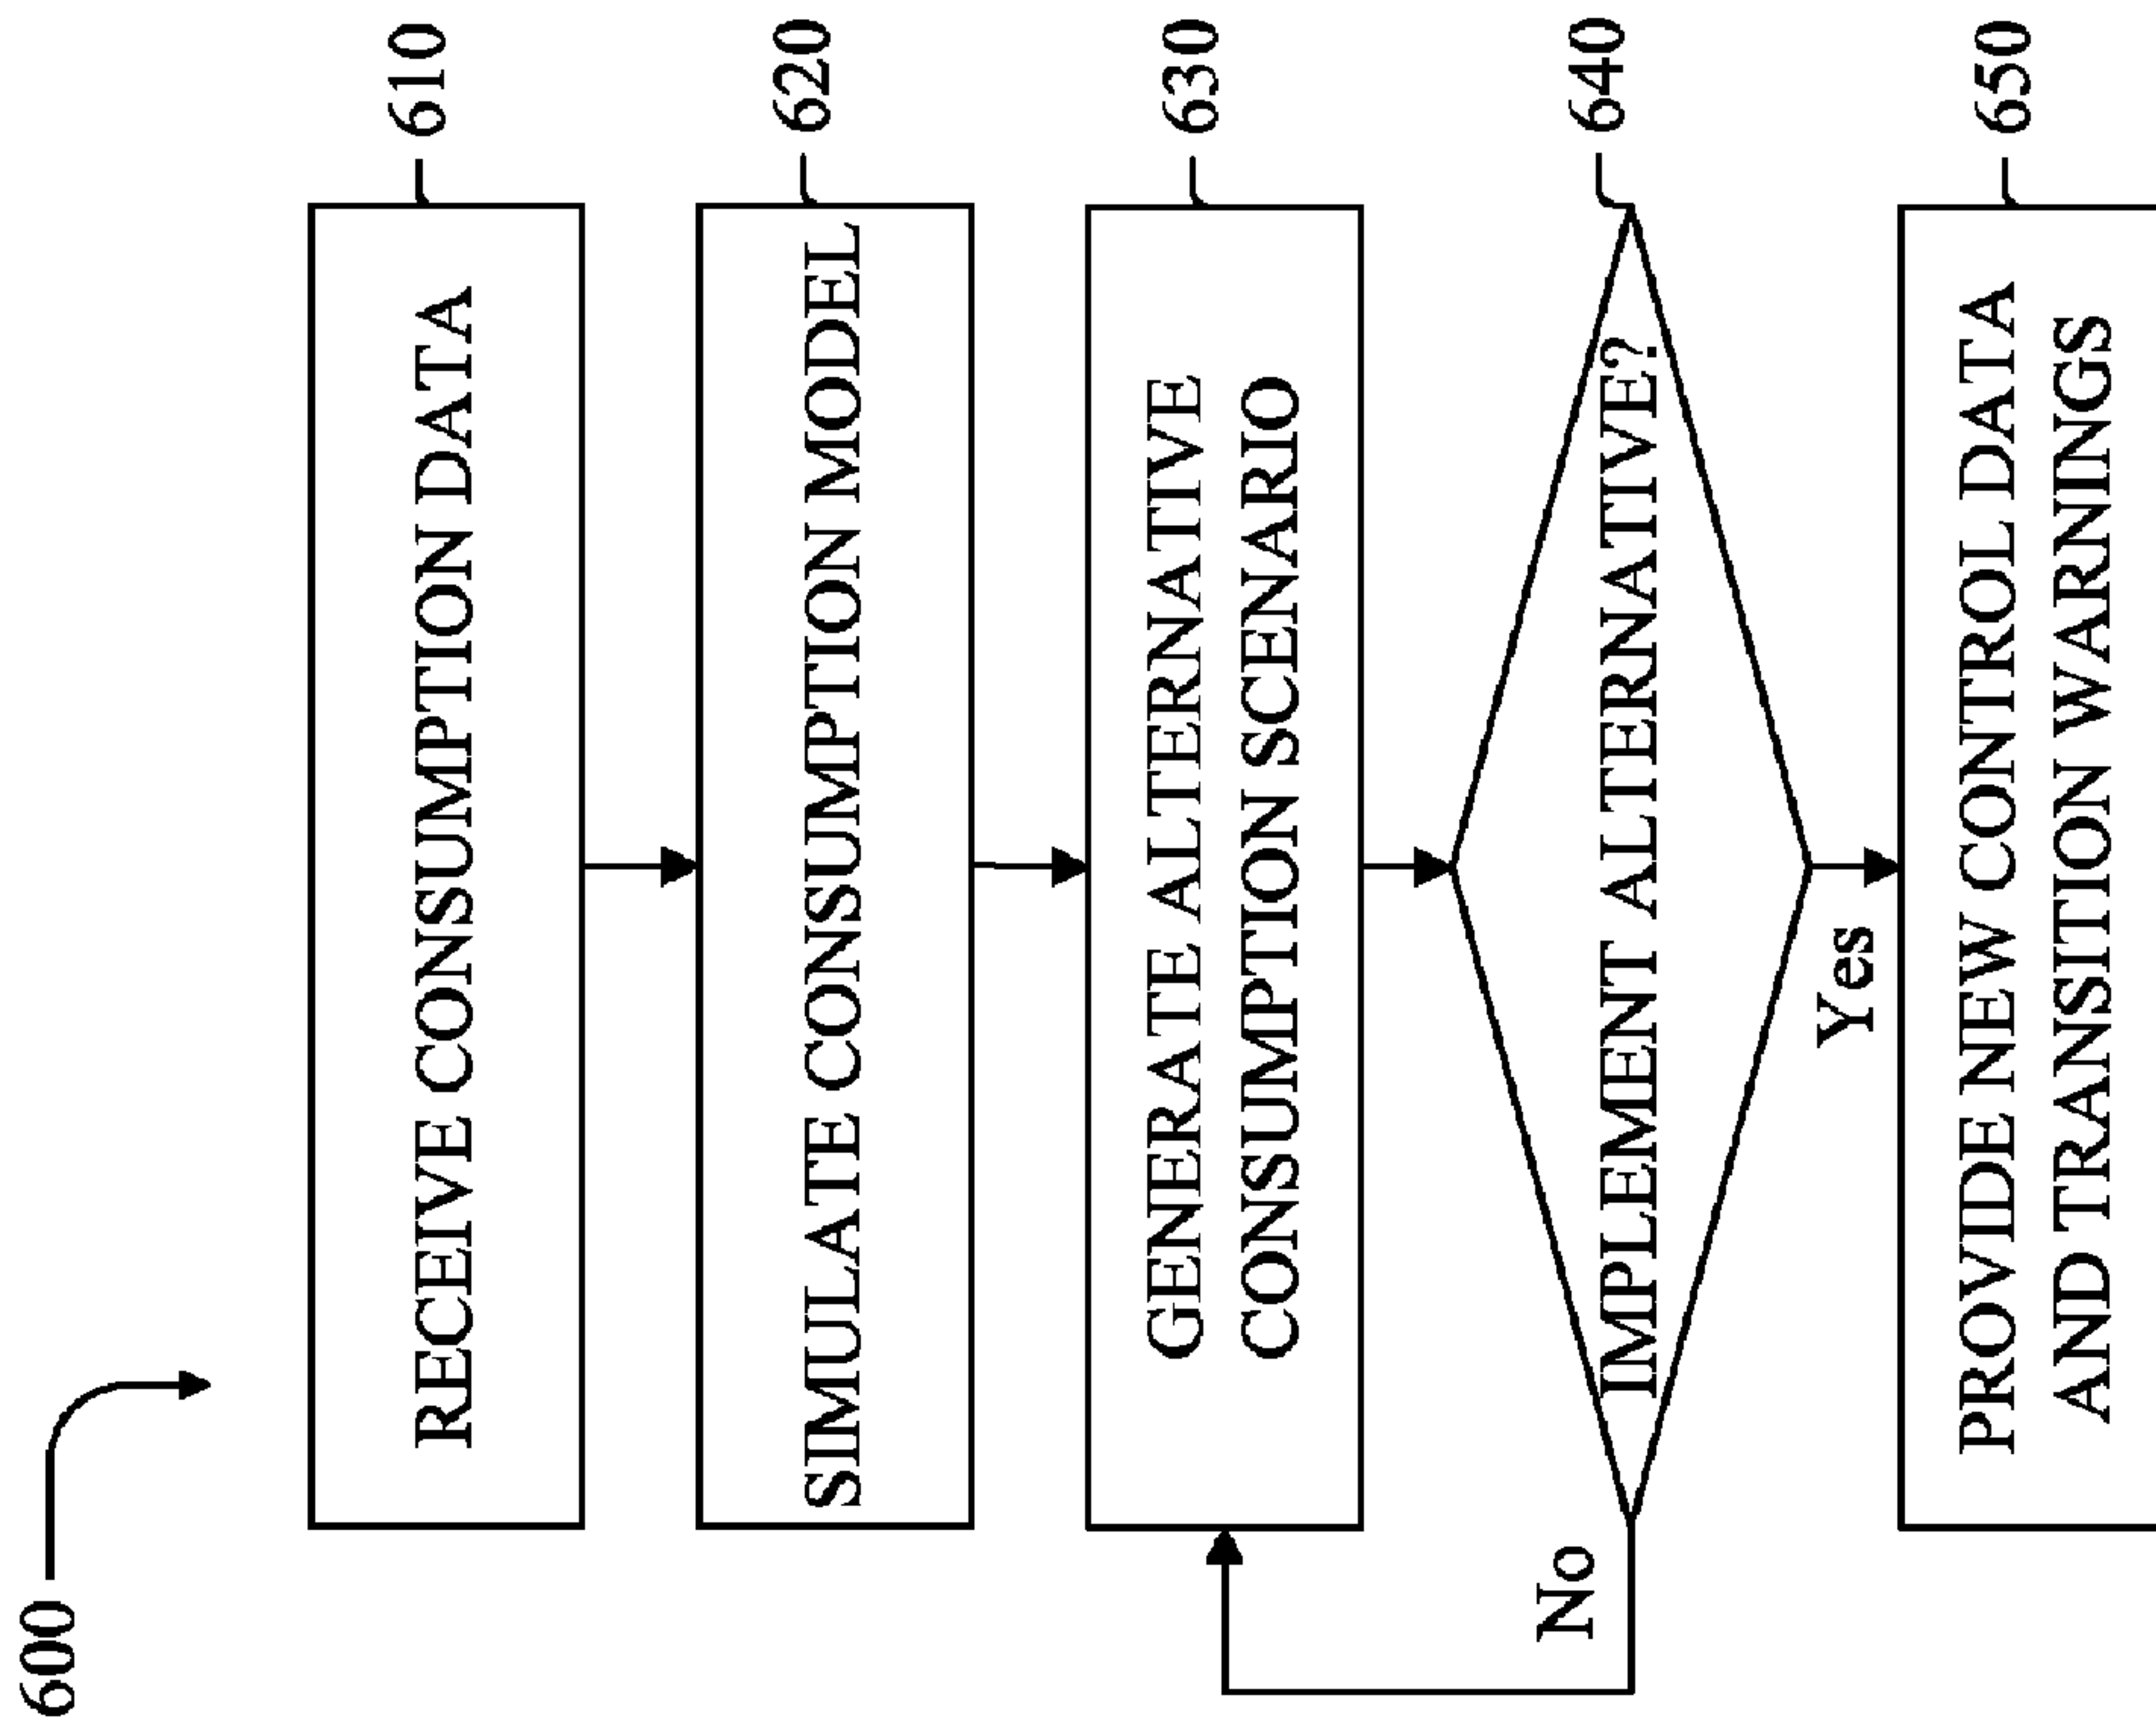 600
RECEIVE CONSUMPTION DATA
610
SIMULATE CONSUMPTION MODEL
620
GENERATE ALTERNATIVE
CONSUMPTION SCENARIO
630
IMPLEMENT ALTERNATIVE?
640
No
Yes
PROVIDE NEW CONTROL DATA
AND TRANSITION WARNINGS
650